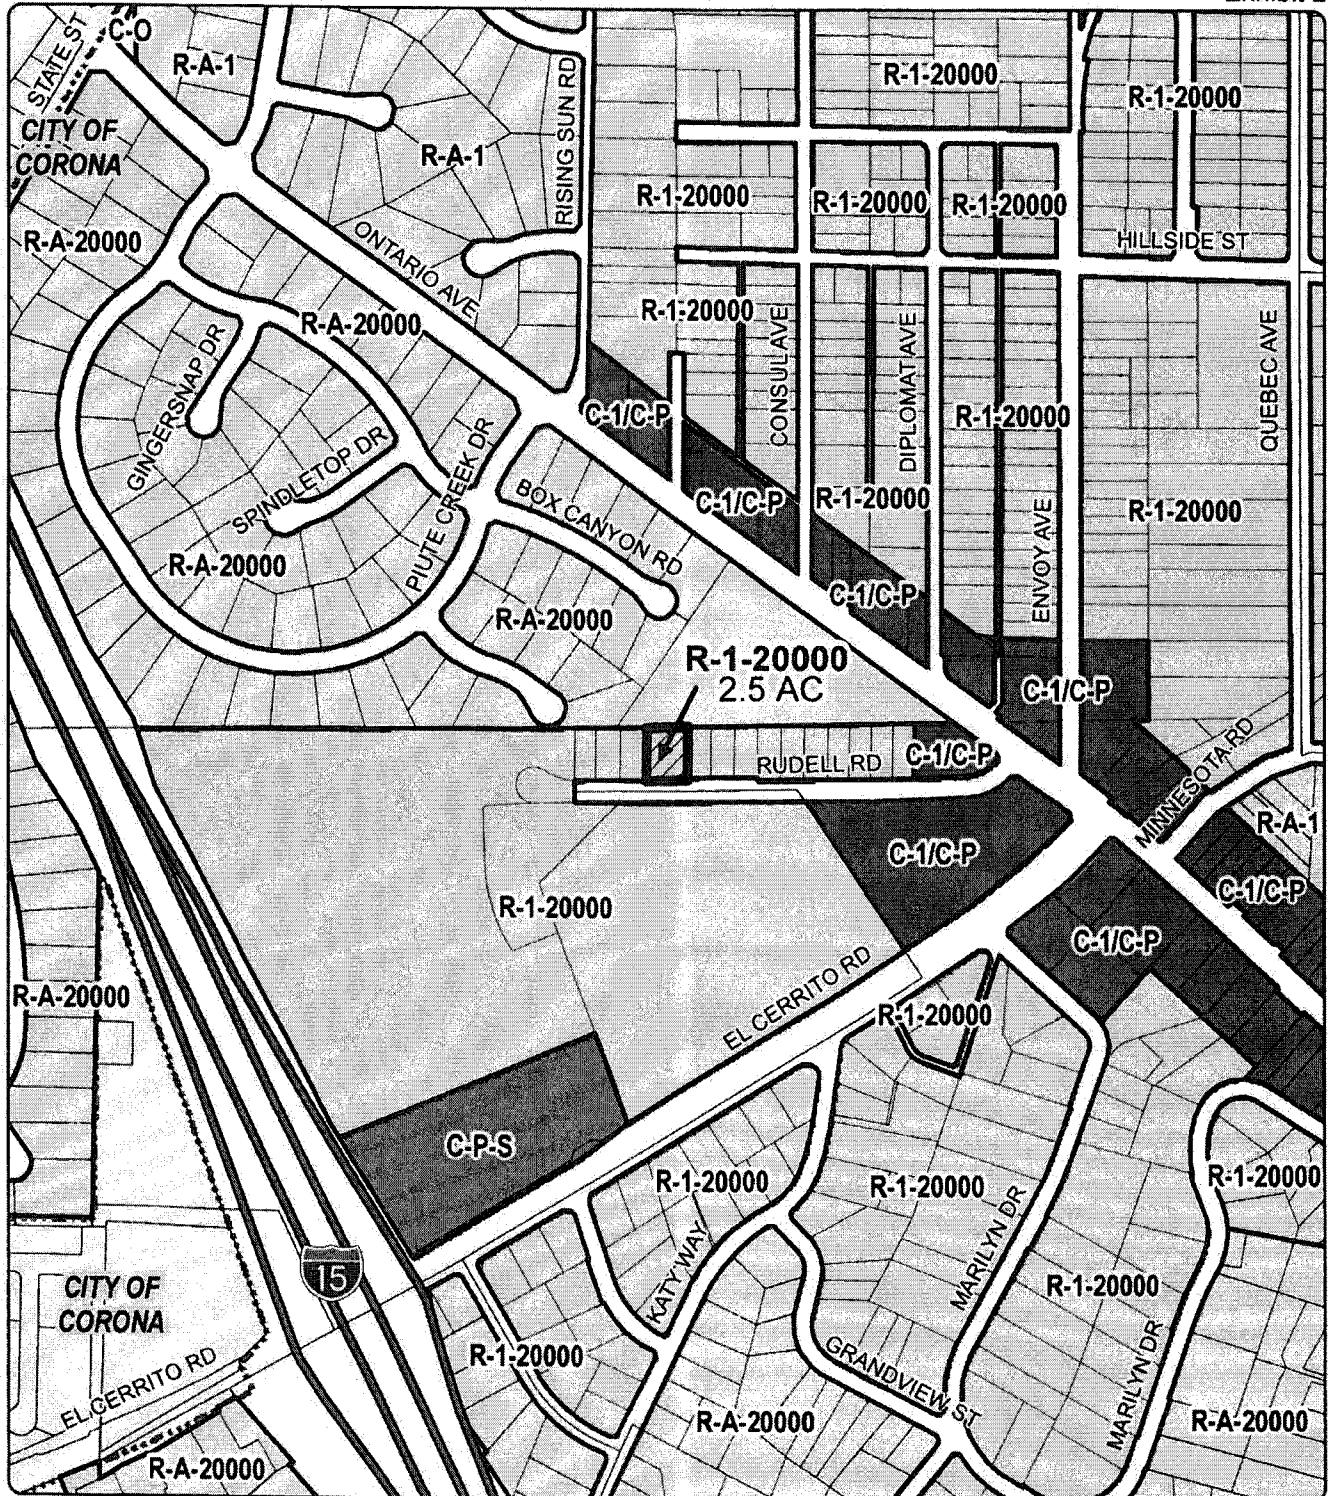 C-O
STATE ST
R-A-1
CITY OF
CORONA
R-A-1
RISING SUN RD
R-1-20000
R-1-20000
R-1-20000
R-1-20000
R-1-20000
R-A-20000
HILLSIDE ST
ONTARIO AVE
R-A-20000
R-1-20000
CONSUL AVE
DIPLOMAT AVE
QUEBEC AVE
GINGERSNAP DR
C-1/C-P
R-1-20000
SPINDLETOP DR
PIUTE CREEK DR
BOX CANYON RD
C-1/C-P
R-1-20000
R-1-20000
R-A-20000
ENVOY AVE
C-1/C-P
R-A-20000
R-1-20000
2.5 AC
C-1/C-P
RUDELL RD
C-1/C-P
MINNESOTA RD
R-A-1
C-1/C-P
C-1/C-P
R-1-20000
C-1/C-P
R-A-20000
EL CERRITO RD
R-1-20000
C-P-S
R-1-20000
R-1-20000
R-1-20000
KATY WAY
MARILYN DR
15
CITY OF
CORONA
R-1-20000
R-1-20000
EL CERRITO RD
GRANDVIEW ST
MARILYN DR
R-A-20000
R-A-20000
R-A-20000